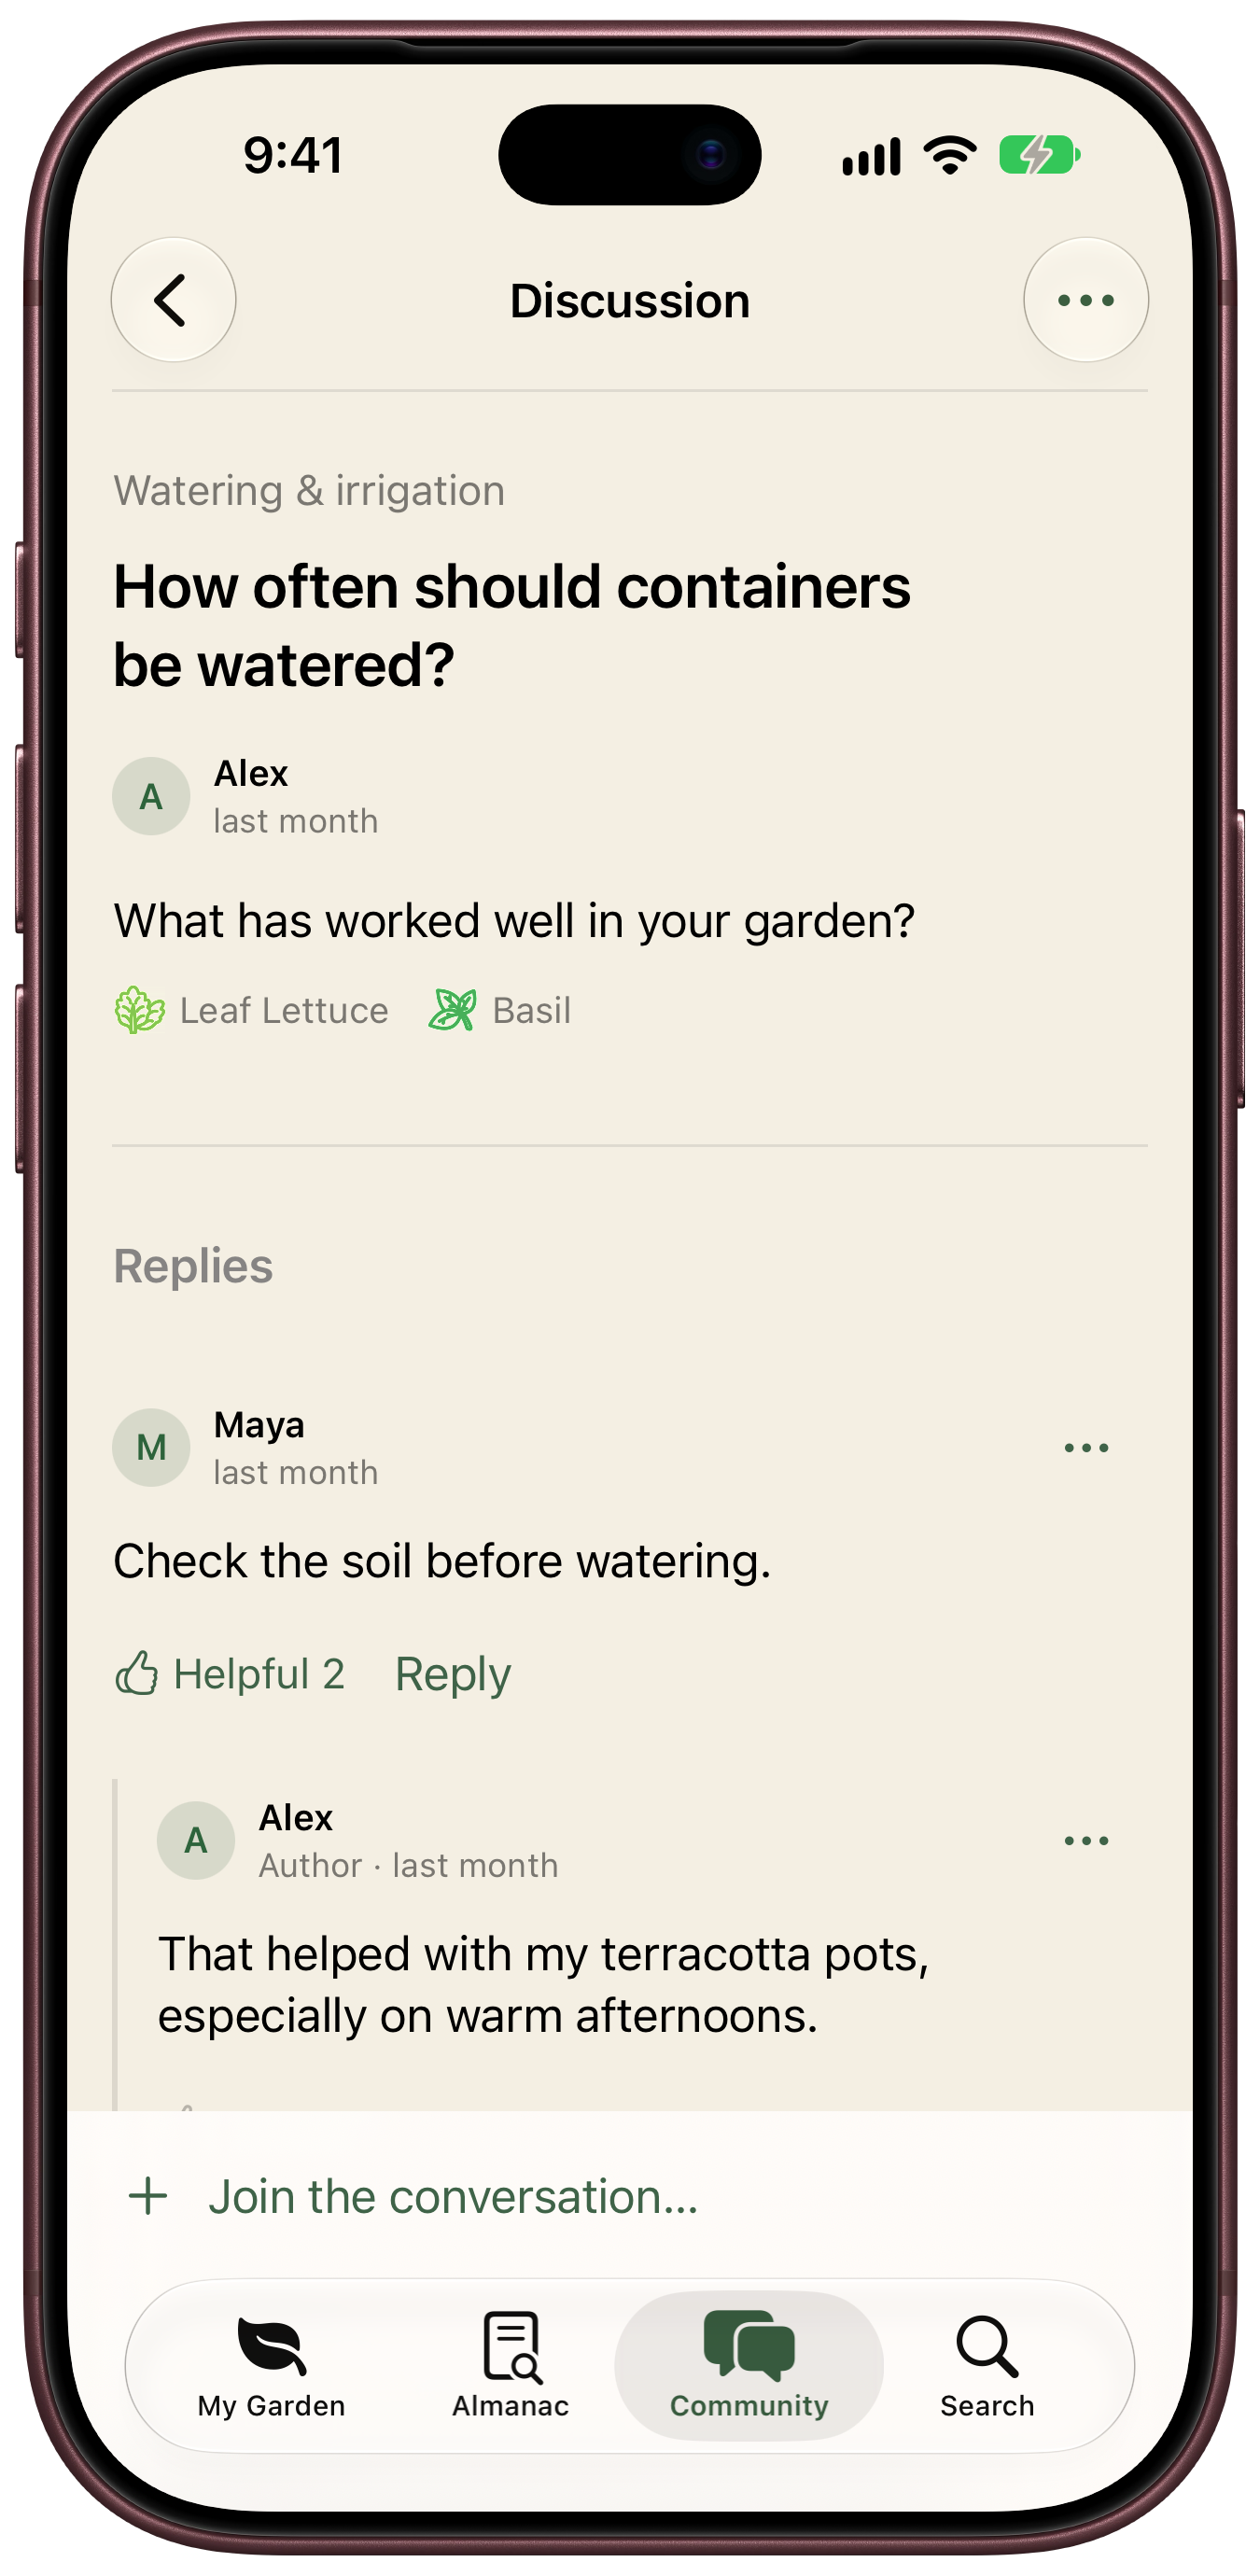 9:41
Discussion
Watering & irrigation
How often should containers
be watered?
A
Alex
last month
What has worked well in your garden?
Leaf Lettuce
Basil
Replies
M
Maya
last month
Check the soil before watering.
Helpful 2
Reply
A
Alex
Author · last month
That helped with my terracotta pots,
especially on warm afternoons.
Join the conversation...
My Garden
Almanac
Community
Search